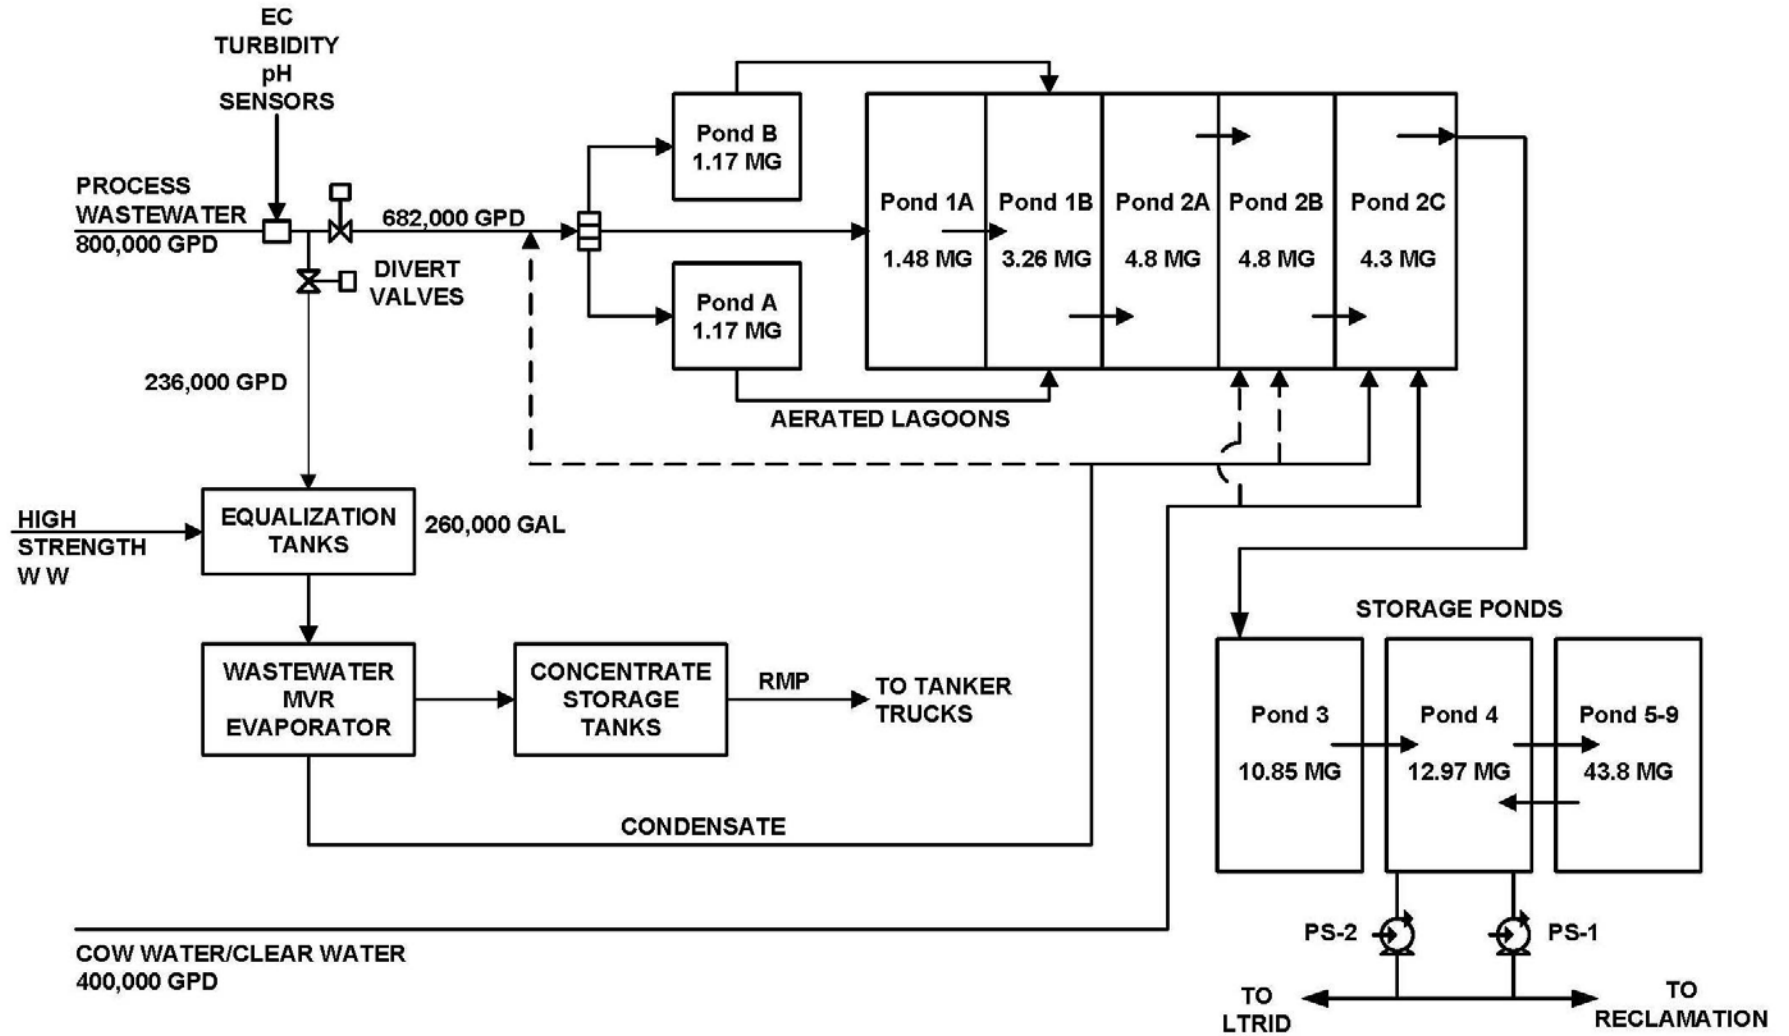 EC
TURBIDITY
pH
SENSORS
PROCESS
WASTEWATER
800,000 GPD
682,000 GPD
DIVERT
VALVES
236,000 GPD
Pond B
1.17 MG
Pond A
1.17 MG
Pond 1A
1.48 MG
Pond 1B
3.26 MG
Pond 2A
4.8 MG
Pond 2B
4.8 MG
Pond 2C
4.3 MG
AERATED LAGOONS
HIGH
STRENGTH
W W
EQUALIZATION
TANKS
260,000 GAL
WASTEWATER
MVR
EVAPORATOR
CONCENTRATE
STORAGE
TANKS
RMP
TO TANKER
TRUCKS
CONDENSATE
COW WATER/CLEAR WATER
400,000 GPD
STORAGE PONDS
Pond 3
10.85 MG
Pond 4
12.97 MG
Pond 5-9
43.8 MG
PS-2
PS-1
TO
LTRID
TO
RECLAMATION